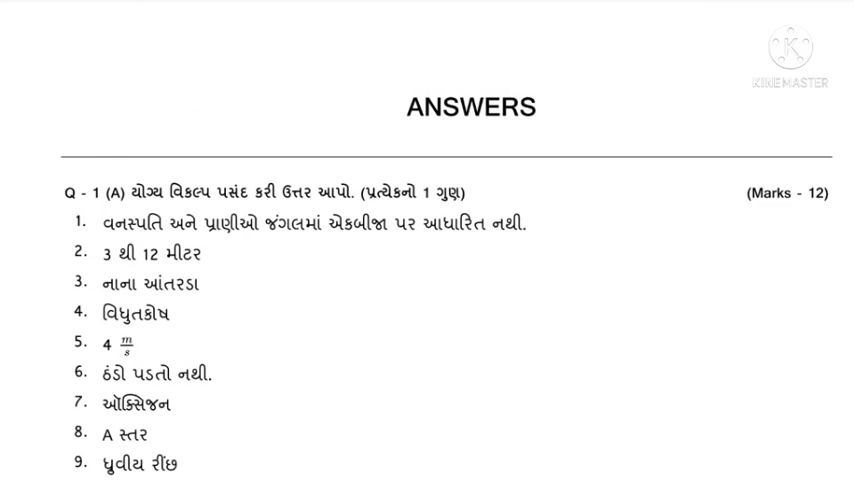 KINEMASTER
ANSWERS
Q - 1 (A) યોગ્ય વિકલ્પ પસંદ કરી ઉત્તર આપો. (પ્રત્યેકનો 1 ગુણ) (Marks - 12)
1. વનસ્પતિ અને પ્રાણીઓ જંગલમાં એકબીજા પર આધારિત નથી.
2. 3 થી 12 મીટર
3. નાના આંતરડા
4. વિધુતકોષ
5. 4 m/s
6. ઠંડો પડતો નથી.
7. ઑક્સિજન
8. A સ્તર
9. ધ્રુવીય રીંછ